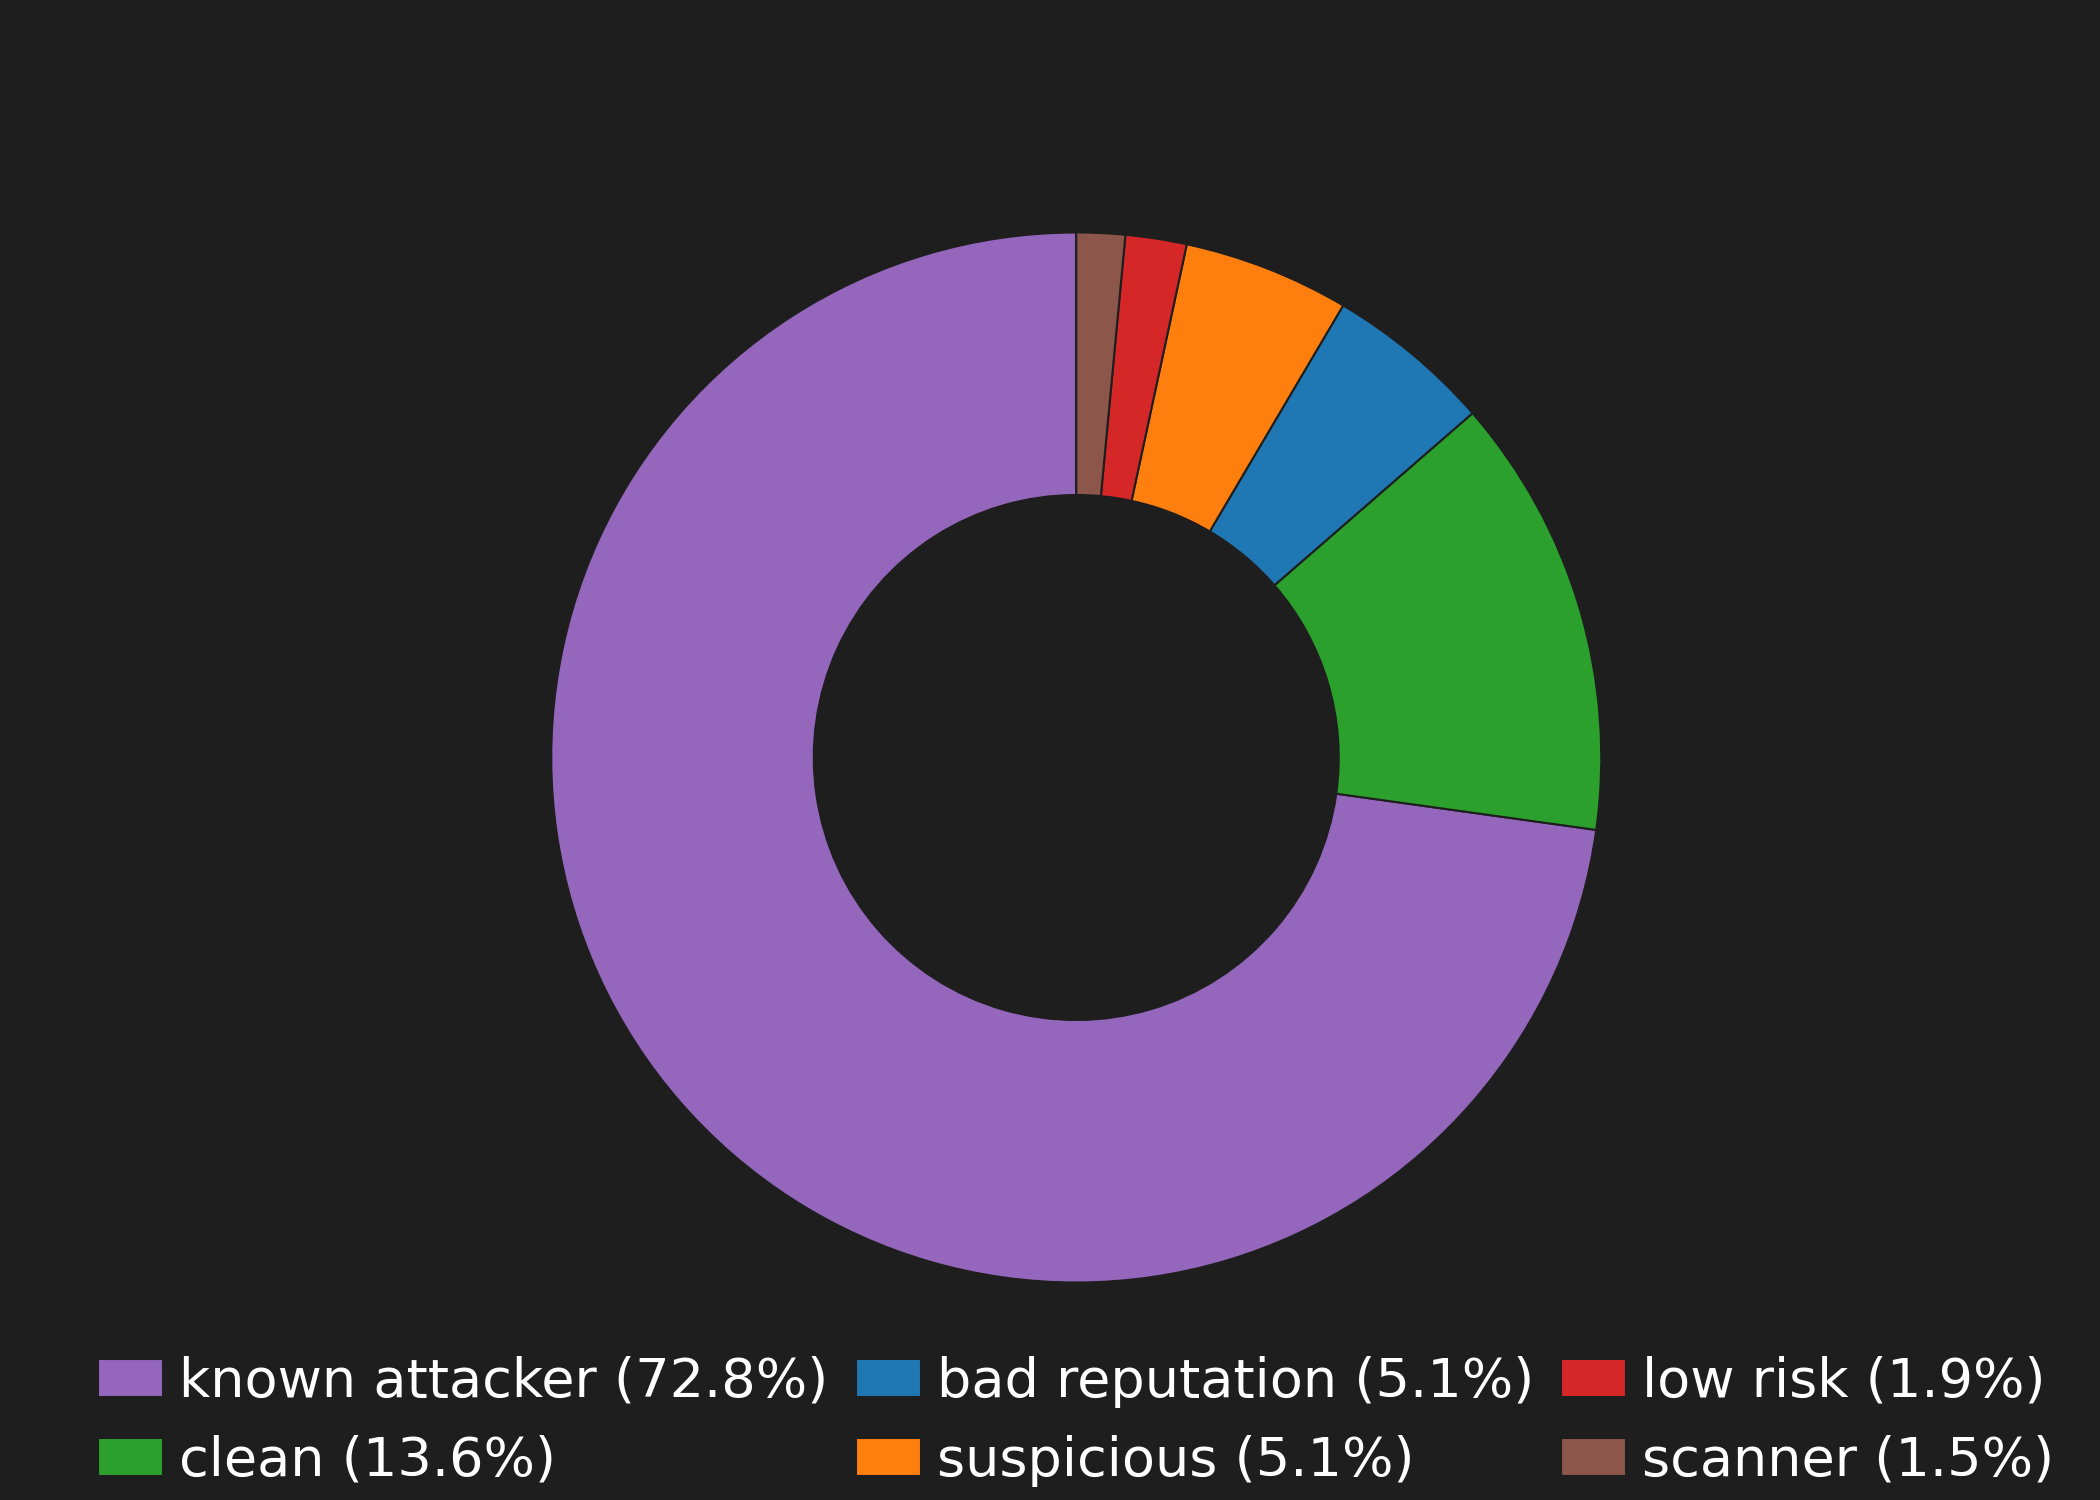 known attacker (72.8%)
clean (13.6%)
bad reputation (5.1%)
suspicious (5.1%)
low risk (1.9%)
scanner (1.5%)